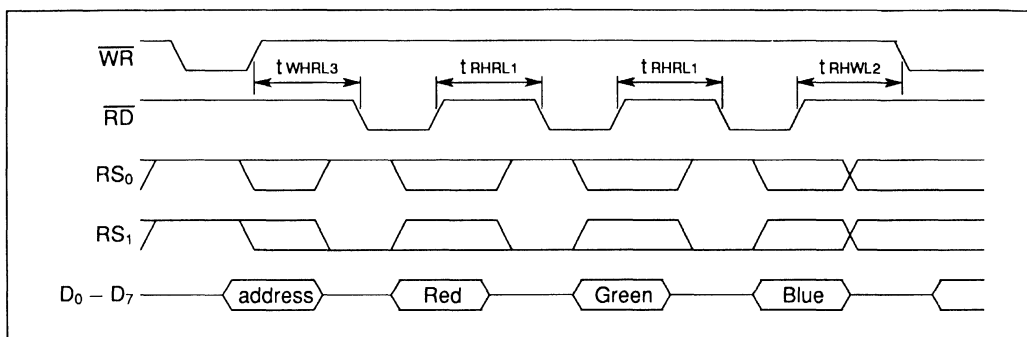 WR
t WHRL3 t RHRL1 t RHRL1 t RHWL2
RD
RS₀
RS₁
D₀ – D₇ address Red Green Blue